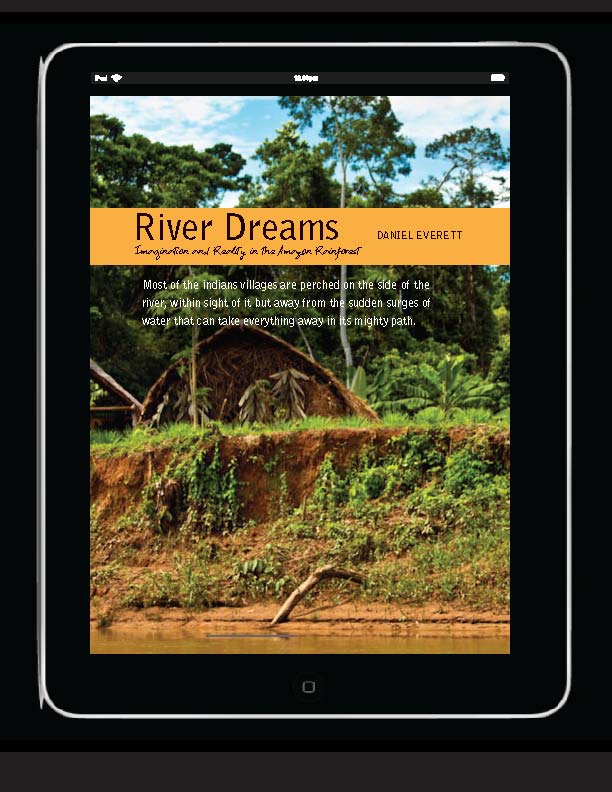 iPad
River Dreams
DANIEL EVERETT
Imagination and Reality in the Amazon Rainforest
Most of the Indians villages are perched on the side of the
river, within sight of it but away from the sudden surges of
water that can take everything away in its mighty path.